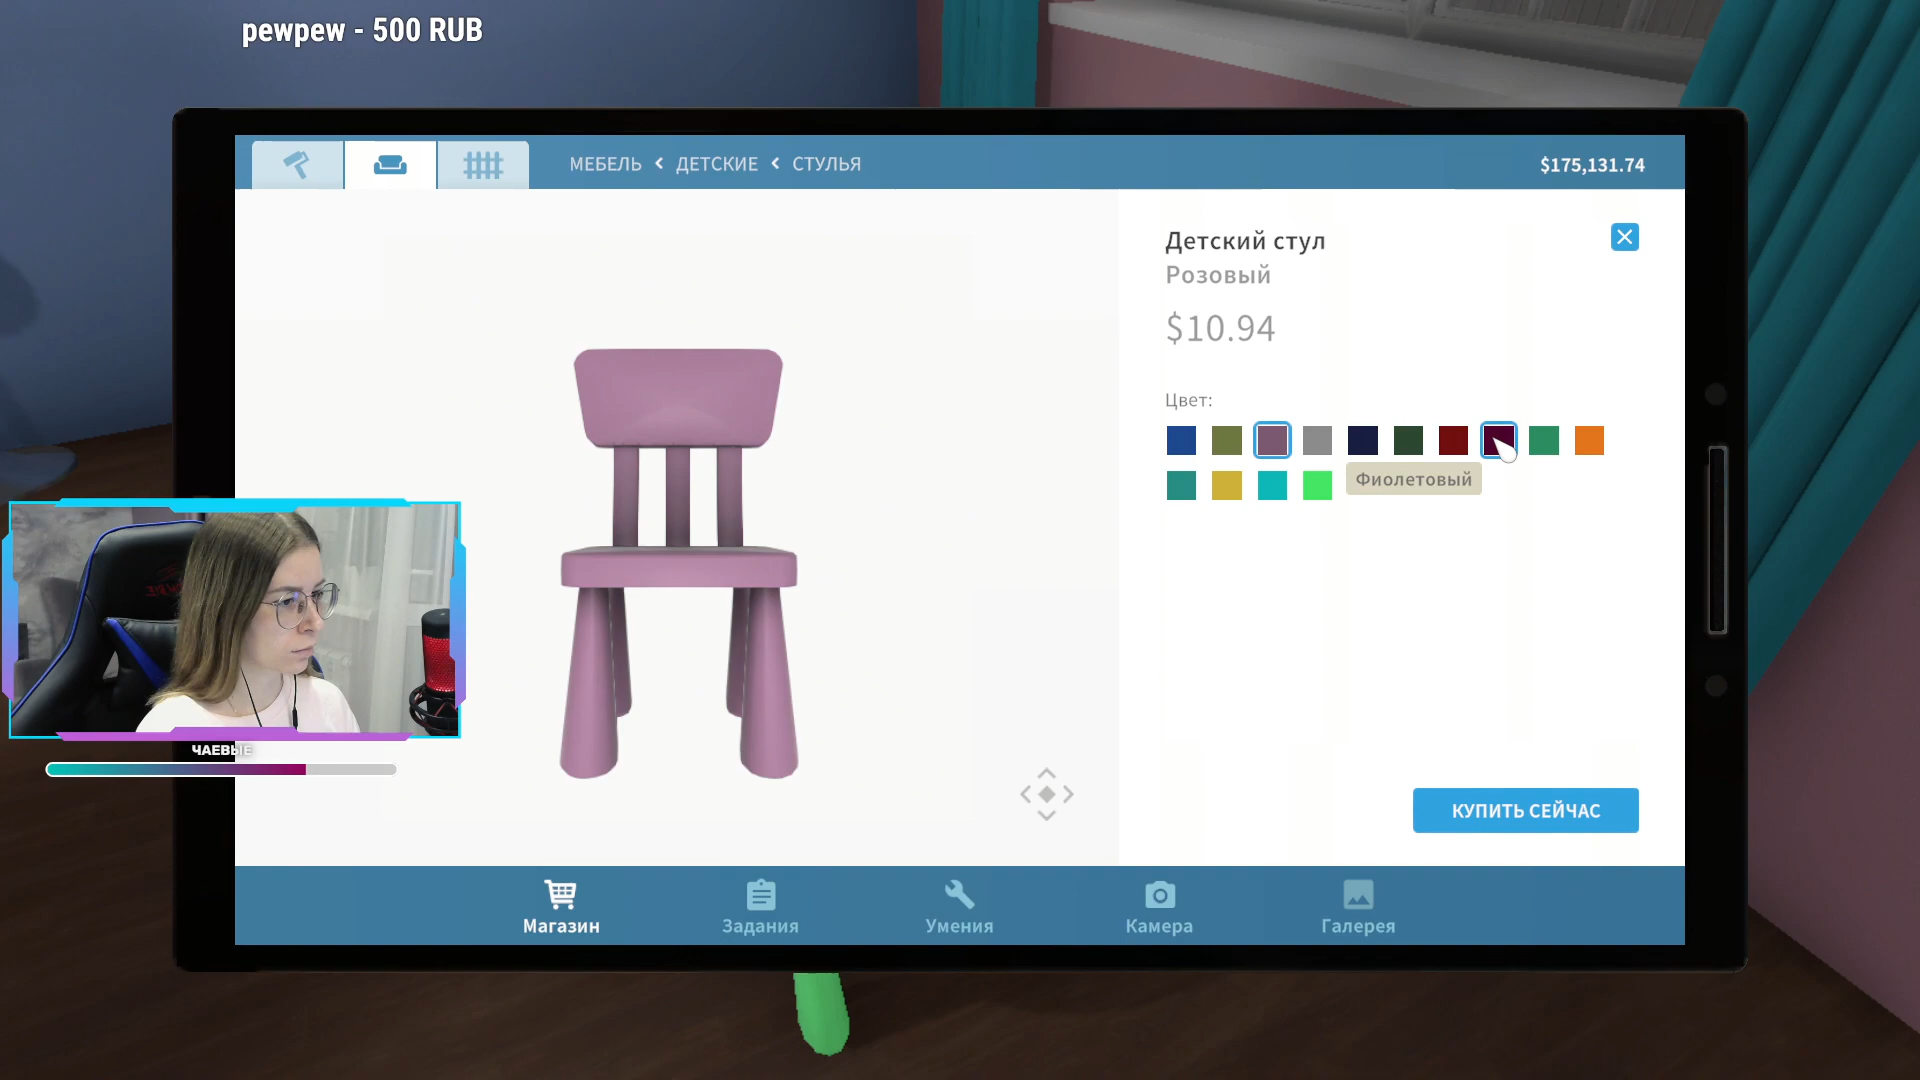 pewpew - 500 RUB
МЕБЕЛЬ < ДЕТСКИЕ < СТУЛЬЯ
$175,131.74
Детский стул
Розовый
$10.94
Цвет:
Фиолетовый
ЧАЕВЫЕ
КУПИТЬ СЕЙЧАС
Магазин
Задания
Умения
Камера
Галерея